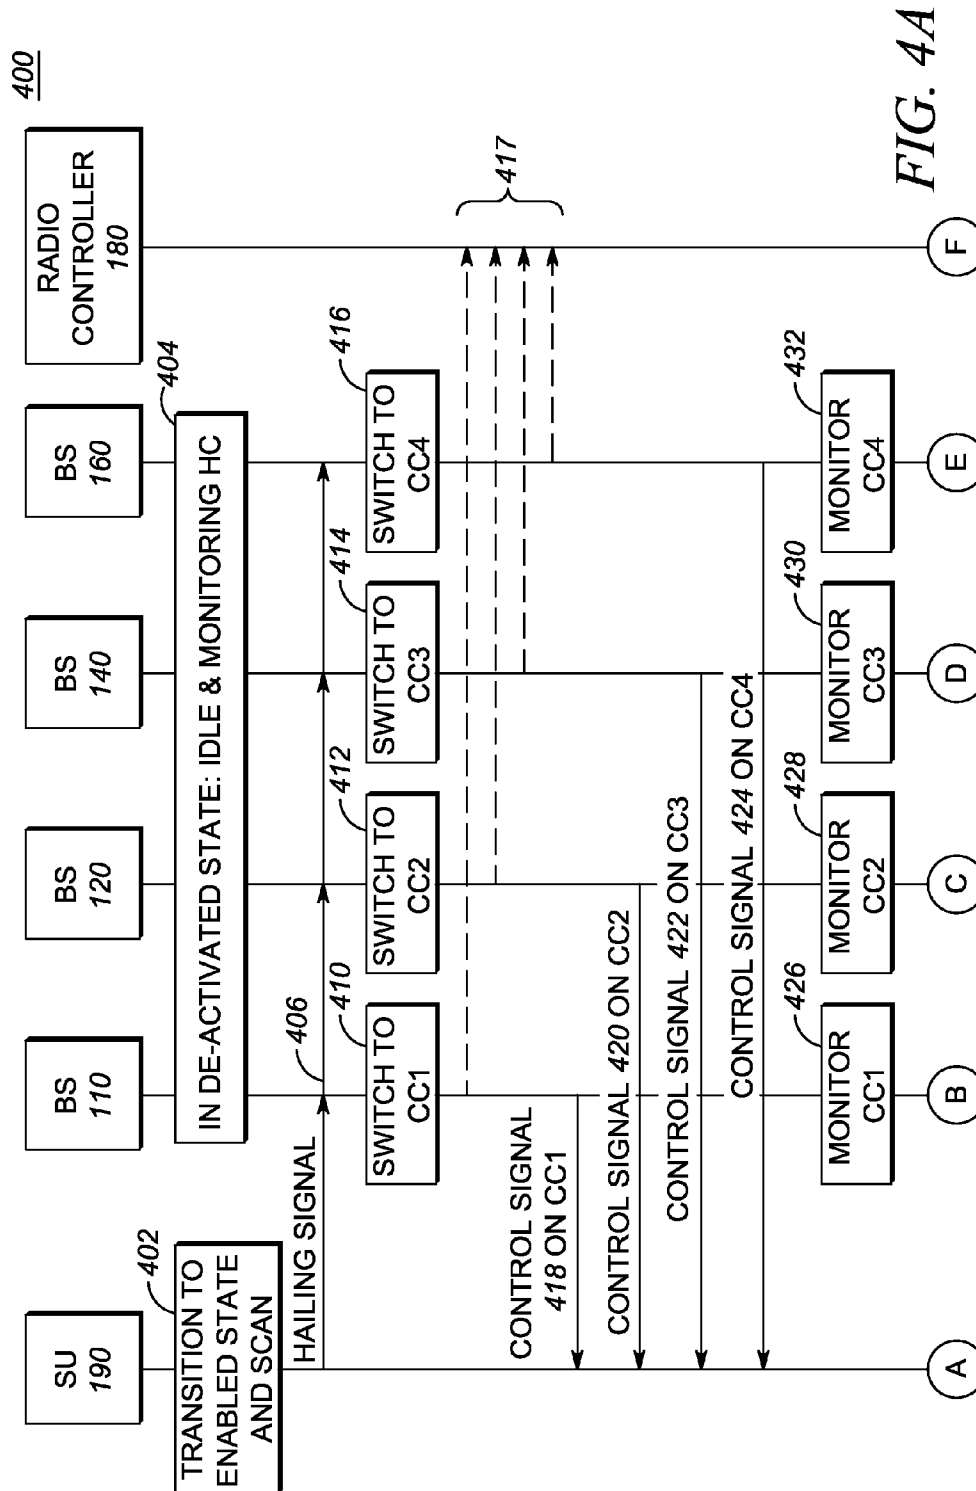 400
SU
190
BS
110
BS
120
BS
140
BS
160
RADIO
CONTROLLER
180
402
TRANSITION TO
ENABLED STATE
AND SCAN
404
IN DE-ACTIVATED STATE: IDLE & MONITORING HC
HAILING SIGNAL
406
410
SWITCH TO
CC1
412
SWITCH TO
CC2
414
SWITCH TO
CC3
416
SWITCH TO
CC4
417
CONTROL SIGNAL
418 ON CC1
CONTROL SIGNAL 420 ON CC2
CONTROL SIGNAL 422 ON CC3
CONTROL SIGNAL 424 ON CC4
426
MONITOR
CC1
428
MONITOR
CC2
430
MONITOR
CC3
432
MONITOR
CC4
A
B
C
D
E
F
FIG. 4A